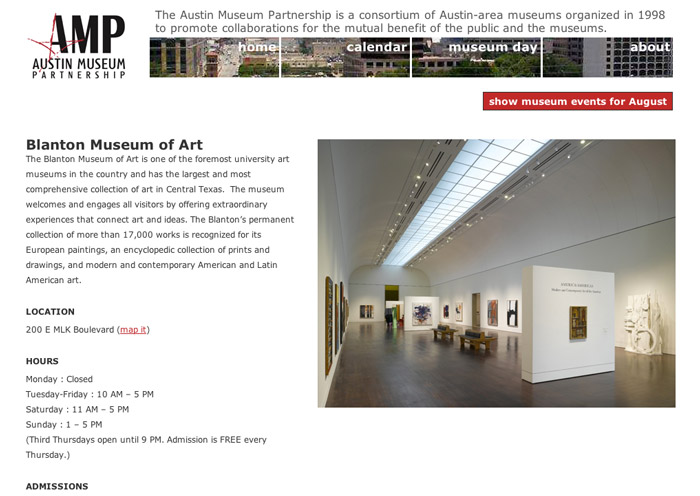 AMP
AUSTIN MUSEUM
PARTNERSHIP
The Austin Museum Partnership is a consortium of Austin-area museums organized in 1998
to promote collaborations for the mutual benefit of the public and the museums.
home calendar museum day about
show museum events for August
Blanton Museum of Art
The Blanton Museum of Art is one of the foremost university art
museums in the country and has the largest and most
comprehensive collection of art in Central Texas. The museum
welcomes and engages all visitors by offering extraordinary
experiences that connect art and ideas. The Blanton’s permanent
collection of more than 17,000 works is recognized for its
European paintings, an encyclopedic collection of prints and
drawings, and modern and contemporary American and Latin
American art.
LOCATION
200 E MLK Boulevard (map it)
HOURS
Monday : Closed
Tuesday-Friday : 10 AM – 5 PM
Saturday : 11 AM – 5 PM
Sunday : 1 – 5 PM
(Third Thursdays open until 9 PM. Admission is FREE every
Thursday.)
ADMISSIONS